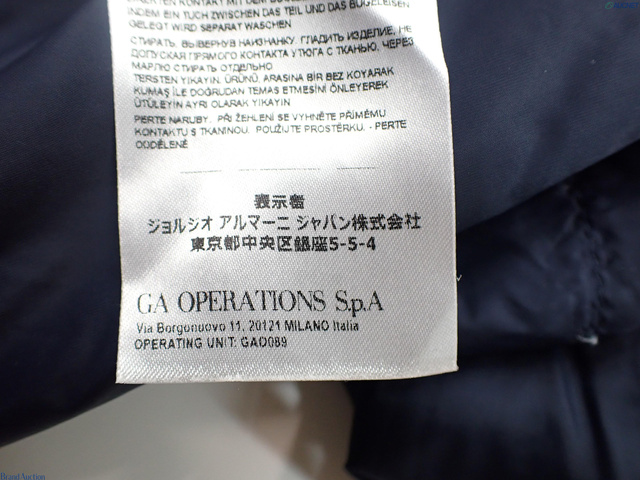 INDEM EIN TUCH ZWISCHEN DAS TEIL UND DAS BÜGELEISEN
GELEGT WIRD SEPARAT WASCHEN
СТИРАТЬ, ВЫВЕРНУВ НАИЗНАНКУ. ГЛАДИТЬ ИЗДЕЛИЕ, НЕ
ДОПУСКАЯ ПРЯМОГО КОНТАКТА УТЮГА С ТКАНЬЮ, ЧЕРЕЗ
МАРЛЮ СТИРАТЬ ОТДЕЛЬНО
TERSTEN YIKAYIN. ÜRÜNÜ, ARASINA BİR BEZ KOYARAK
KUMAŞ İLE DOĞRUDAN TEMAS ETMESİNİ ÖNLEYEREK
ÜTÜLEYİN AYRI OLARAK YIKAYIN
PERTE NARUBY. PŘI ŽEHLENÍ SE VYHNĚTE PŘÍMÉMU
KONTAKTU S TKANINOU. POUŽIJTE PROSTĚRKU. - PERTE
ODDĚLENĚ
表示者
ジョルジオ アルマーニ ジャパン株式会社
東京都中央区銀座5-5-4
GA OPERATIONS S.p.A
Via Borgonuovo 11, 20121 MILANO Italia
OPERATING UNIT: GAO089
BrandAuction